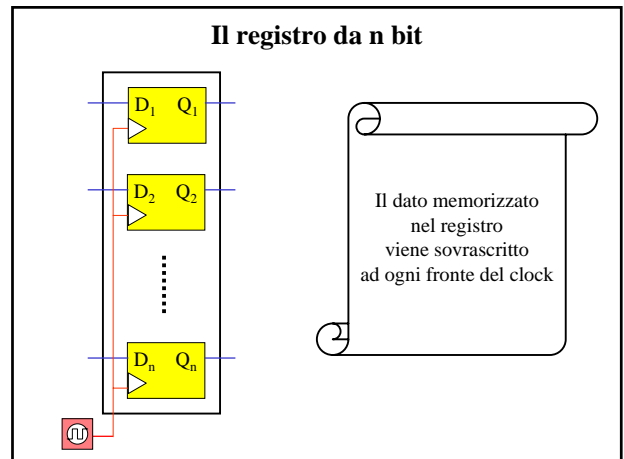 Il registro da n bit
D1 Q1
D2 Q2
Dn Qn
Il dato memorizzato
nel registro
viene sovrascritto
ad ogni fronte del clock